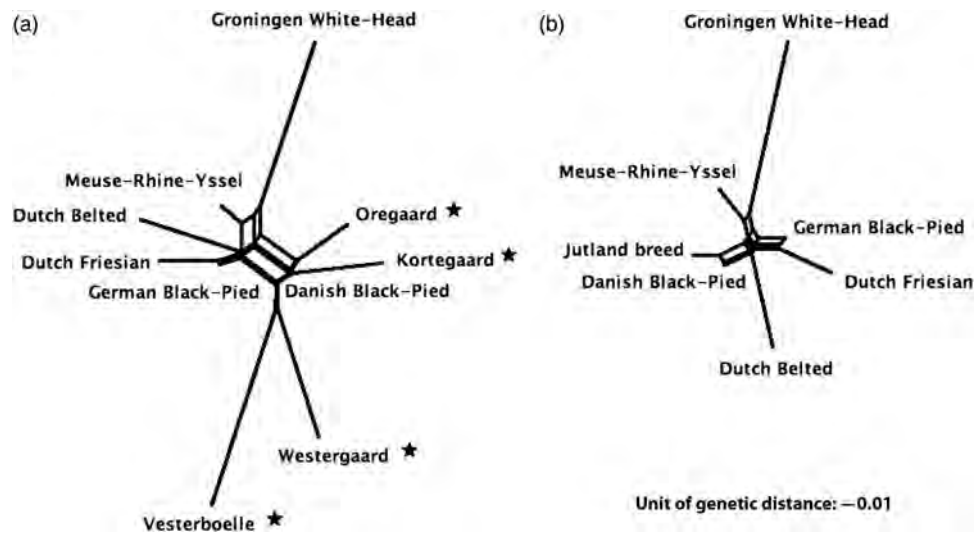 (a)
Groningen White-Head
Meuse-Rhine-Yssel
Dutch Belted
Oregaard ★
Dutch Friesian
Kortegaard ★
German Black-Pied
Danish Black-Pied
Westergaard ★
Vesterboelle ★
(b)
Groningen White-Head
Meuse-Rhine-Yssel
German Black-Pied
Jutland breed
Danish Black-Pied
Dutch Friesian
Dutch Belted
Unit of genetic distance: —0.01